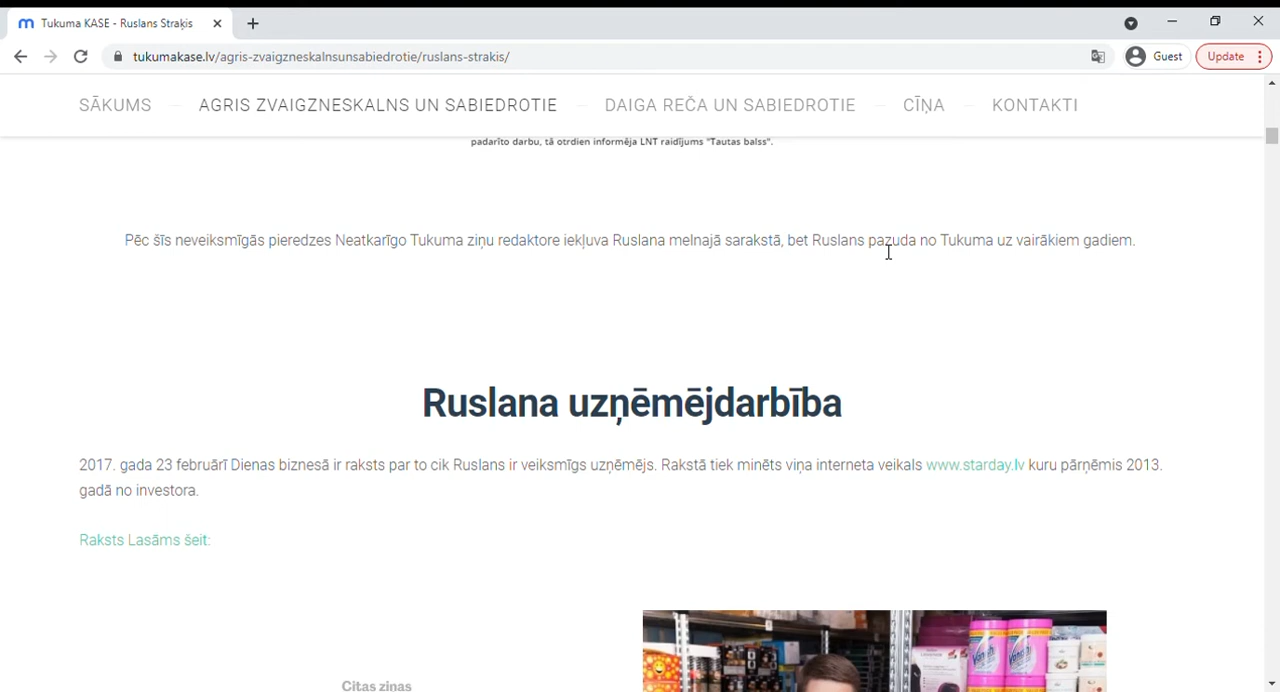 Tukuma KASE - Ruslans Straķis
tukumakase.lv/agris-zvaigzneskalnsunsabiedrotie/ruslans-strakis/
Guest
Update
SĀKUMS
AGRIS ZVAIGZNESKALNS UN SABIEDROTIE
DAIGA REČA UN SABIEDROTIE
CĪŅA
KONTAKTI
padarīto darbu, tā otrdien informēja LNT raidījums "Tautas balss".
Pēc šīs neveiksmīgās pieredzes Neatkarīgo Tukuma ziņu redaktore iekļuva Ruslana melnajā sarakstā, bet Ruslans pazuda no Tukuma uz vairākiem gadiem.
Ruslana uzņēmējdarbība
2017. gada 23 februārī Dienas biznesā ir raksts par to cik Ruslans ir veiksmīgs uzņēmējs. Rakstā tiek minēts viņa interneta veikals www.starday.lv kuru pārņēmis 2013.
gadā no investora.
Raksts Lasāms šeit:
Citas ziņas